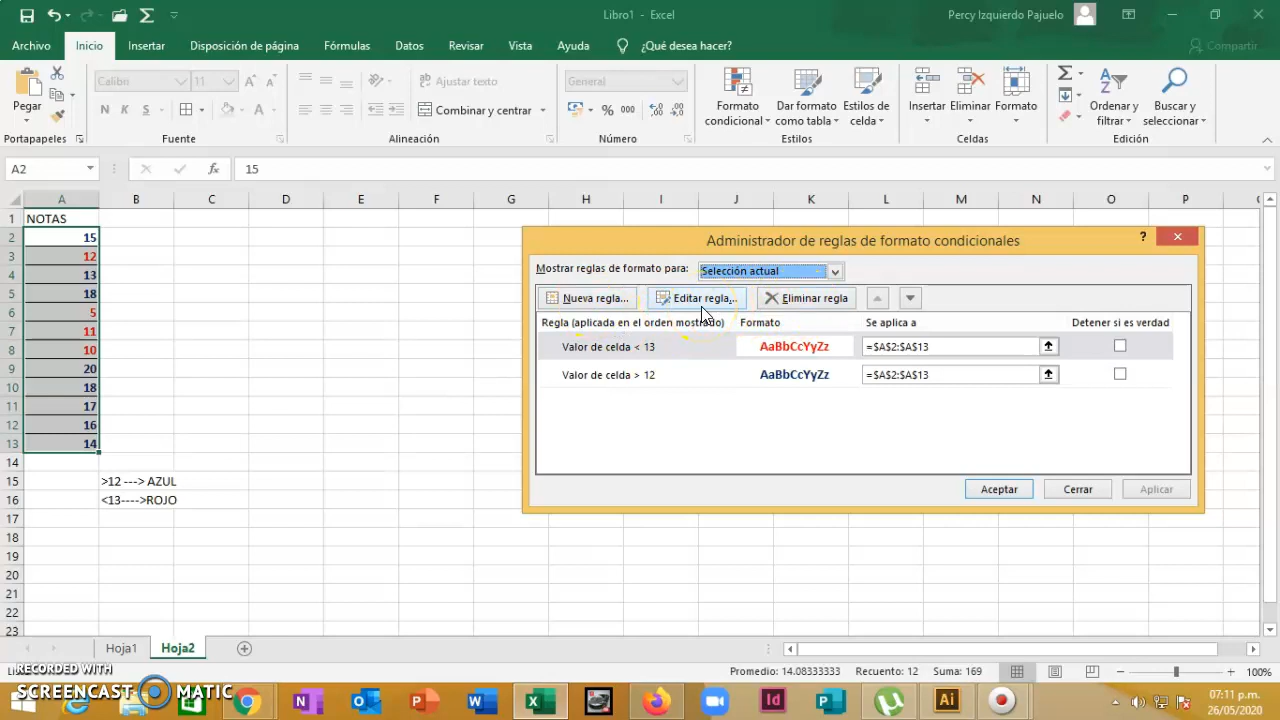 Libro1 - Excel
Percy Izquierdo Pajuelo
Archivo Inicio Insertar Disposición de página Fórmulas Datos Revisar Vista Ayuda ¿Qué desea hacer? Compartir
Pegar
Calibri 11
Ajustar texto
General
N K S
Combinar y centrar
% 000
Formato condicional
Dar formato como tabla
Estilos de celda
Insertar Eliminar Formato
Ordenar y filtrar
Buscar y seleccionar
Portapapeles Fuente Alineación Número Estilos Celdas Edición
A2 fx 15
A B C D E F G H I J K L M N O P
1 NOTAS
2 15
3 12
4 13
5 18
6 5
7 11
8 10
9 20
10 18
11 17
12 16
13 14
14
15 >12 ---> AZUL
16 <13---->ROJO
17
18
19
20
21
22
23
Administrador de reglas de formato condicionales ?
Mostrar reglas de formato para: Selección actual
Nueva regla... Editar regla... Eliminar regla
Regla (aplicada en el orden mostrado) Formato Se aplica a Detener si es verdad
Valor de celda < 13 AaBbCcYyZz =$A$2:$A$13
Valor de celda > 12 AaBbCcYyZz =$A$2:$A$13
Aceptar Cerrar Aplicar
Hoja1 Hoja2
Promedio: 14.08333333 Recuento: 12 Suma: 169 100%
RECORDED WITH
SCREENCAST MATIC
07:11 p.m.
26/05/2020